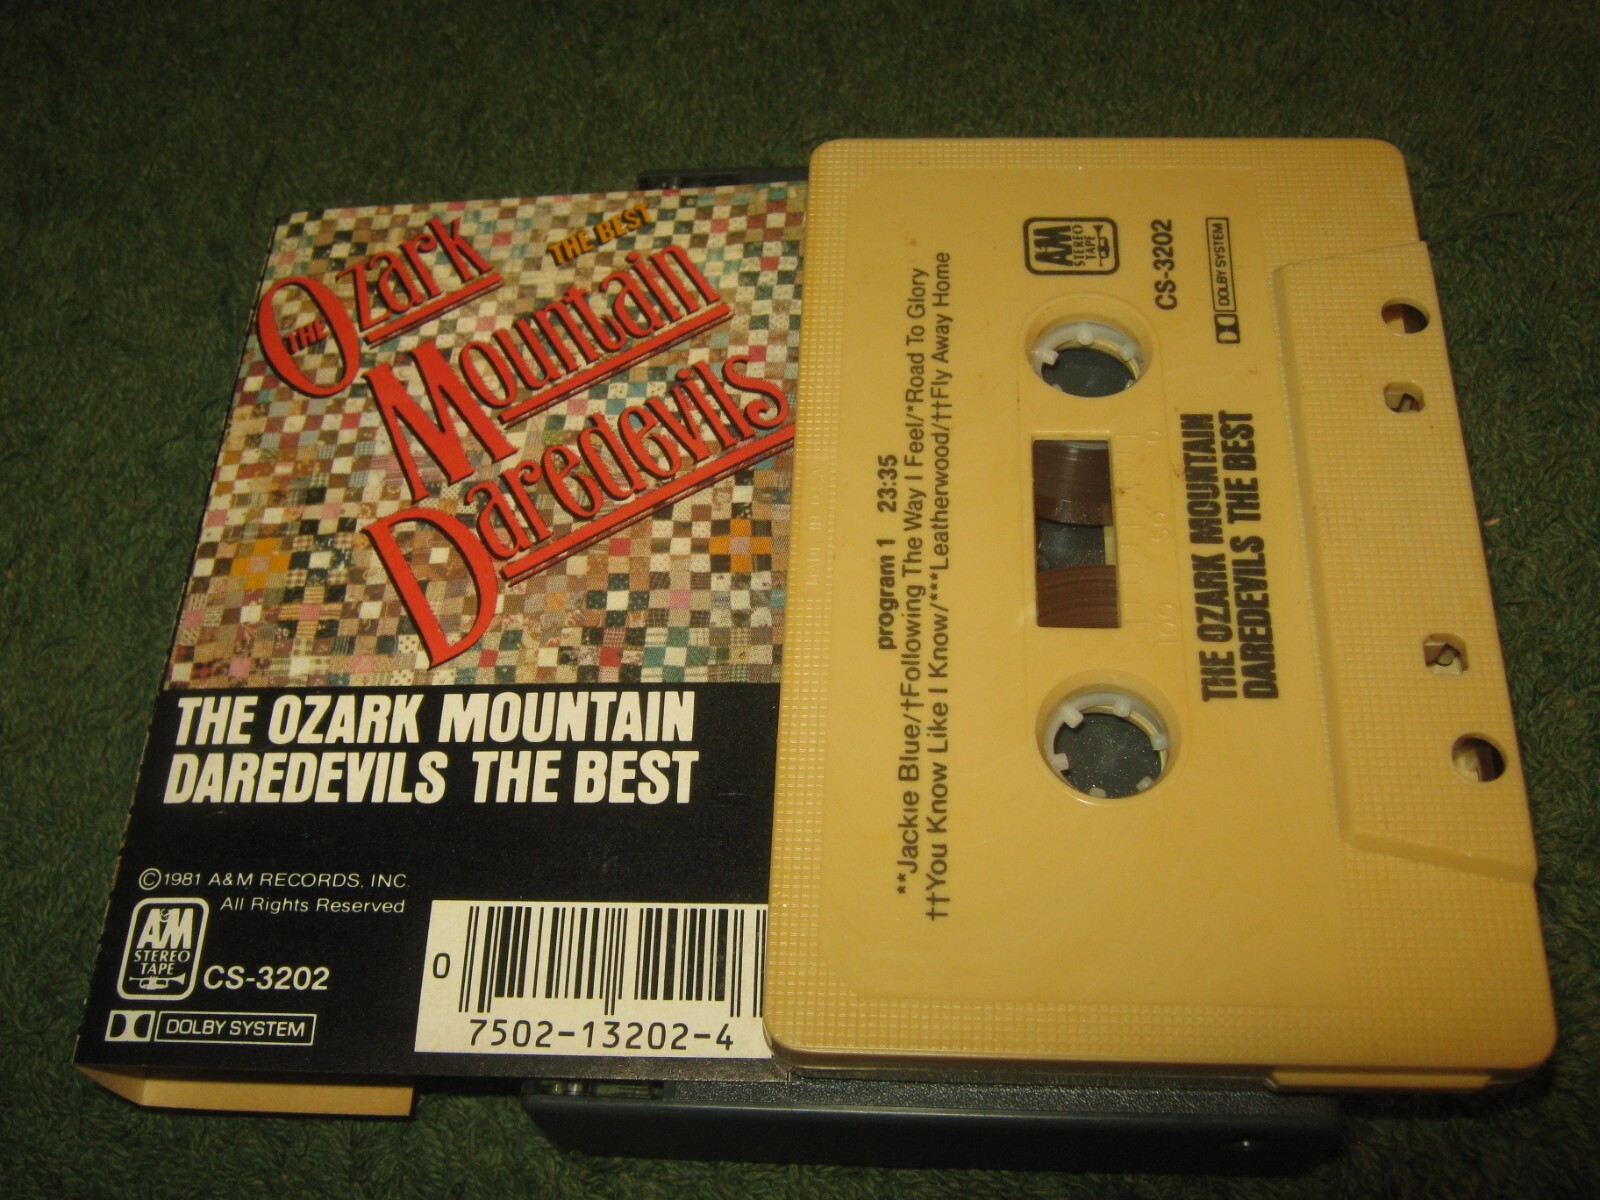 THE BEST
THE Ozark
Mountain
Daredevils
THE OZARK MOUNTAIN
DAREDEVILS THE BEST
©1981 A&M RECORDS, INC.
All Rights Reserved
A&M
STEREO
TAPE
CS-3202
DOLBY SYSTEM
0
7502-13202-4
program 1 23:35
**Jackie Blue/†Following The Way I Feel/*Road To Glory
††You Know Like I Know/***Leatherwood/††Fly Away Home
A&M
STEREO
TAPE
CS-3202
DOLBY SYSTEM
THE OZARK MOUNTAIN
DAREDEVILS THE BEST
100 50 0